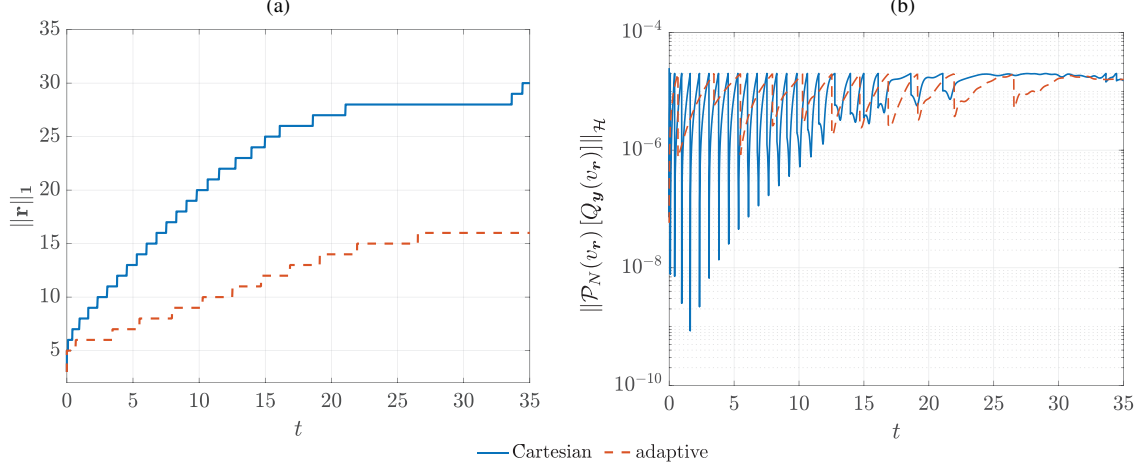 (a)
(b)
35
30
25
20
15
10
5
0 5 10 15 20 25 30 35
t
||r||₁
10⁻⁴
10⁻⁶
10⁻⁸
10⁻¹⁰
0 5 10 15 20 25 30 35
t
||𝒫_N(v_r)[Q_y(v_r)]||_ℋ
Cartesian
adaptive